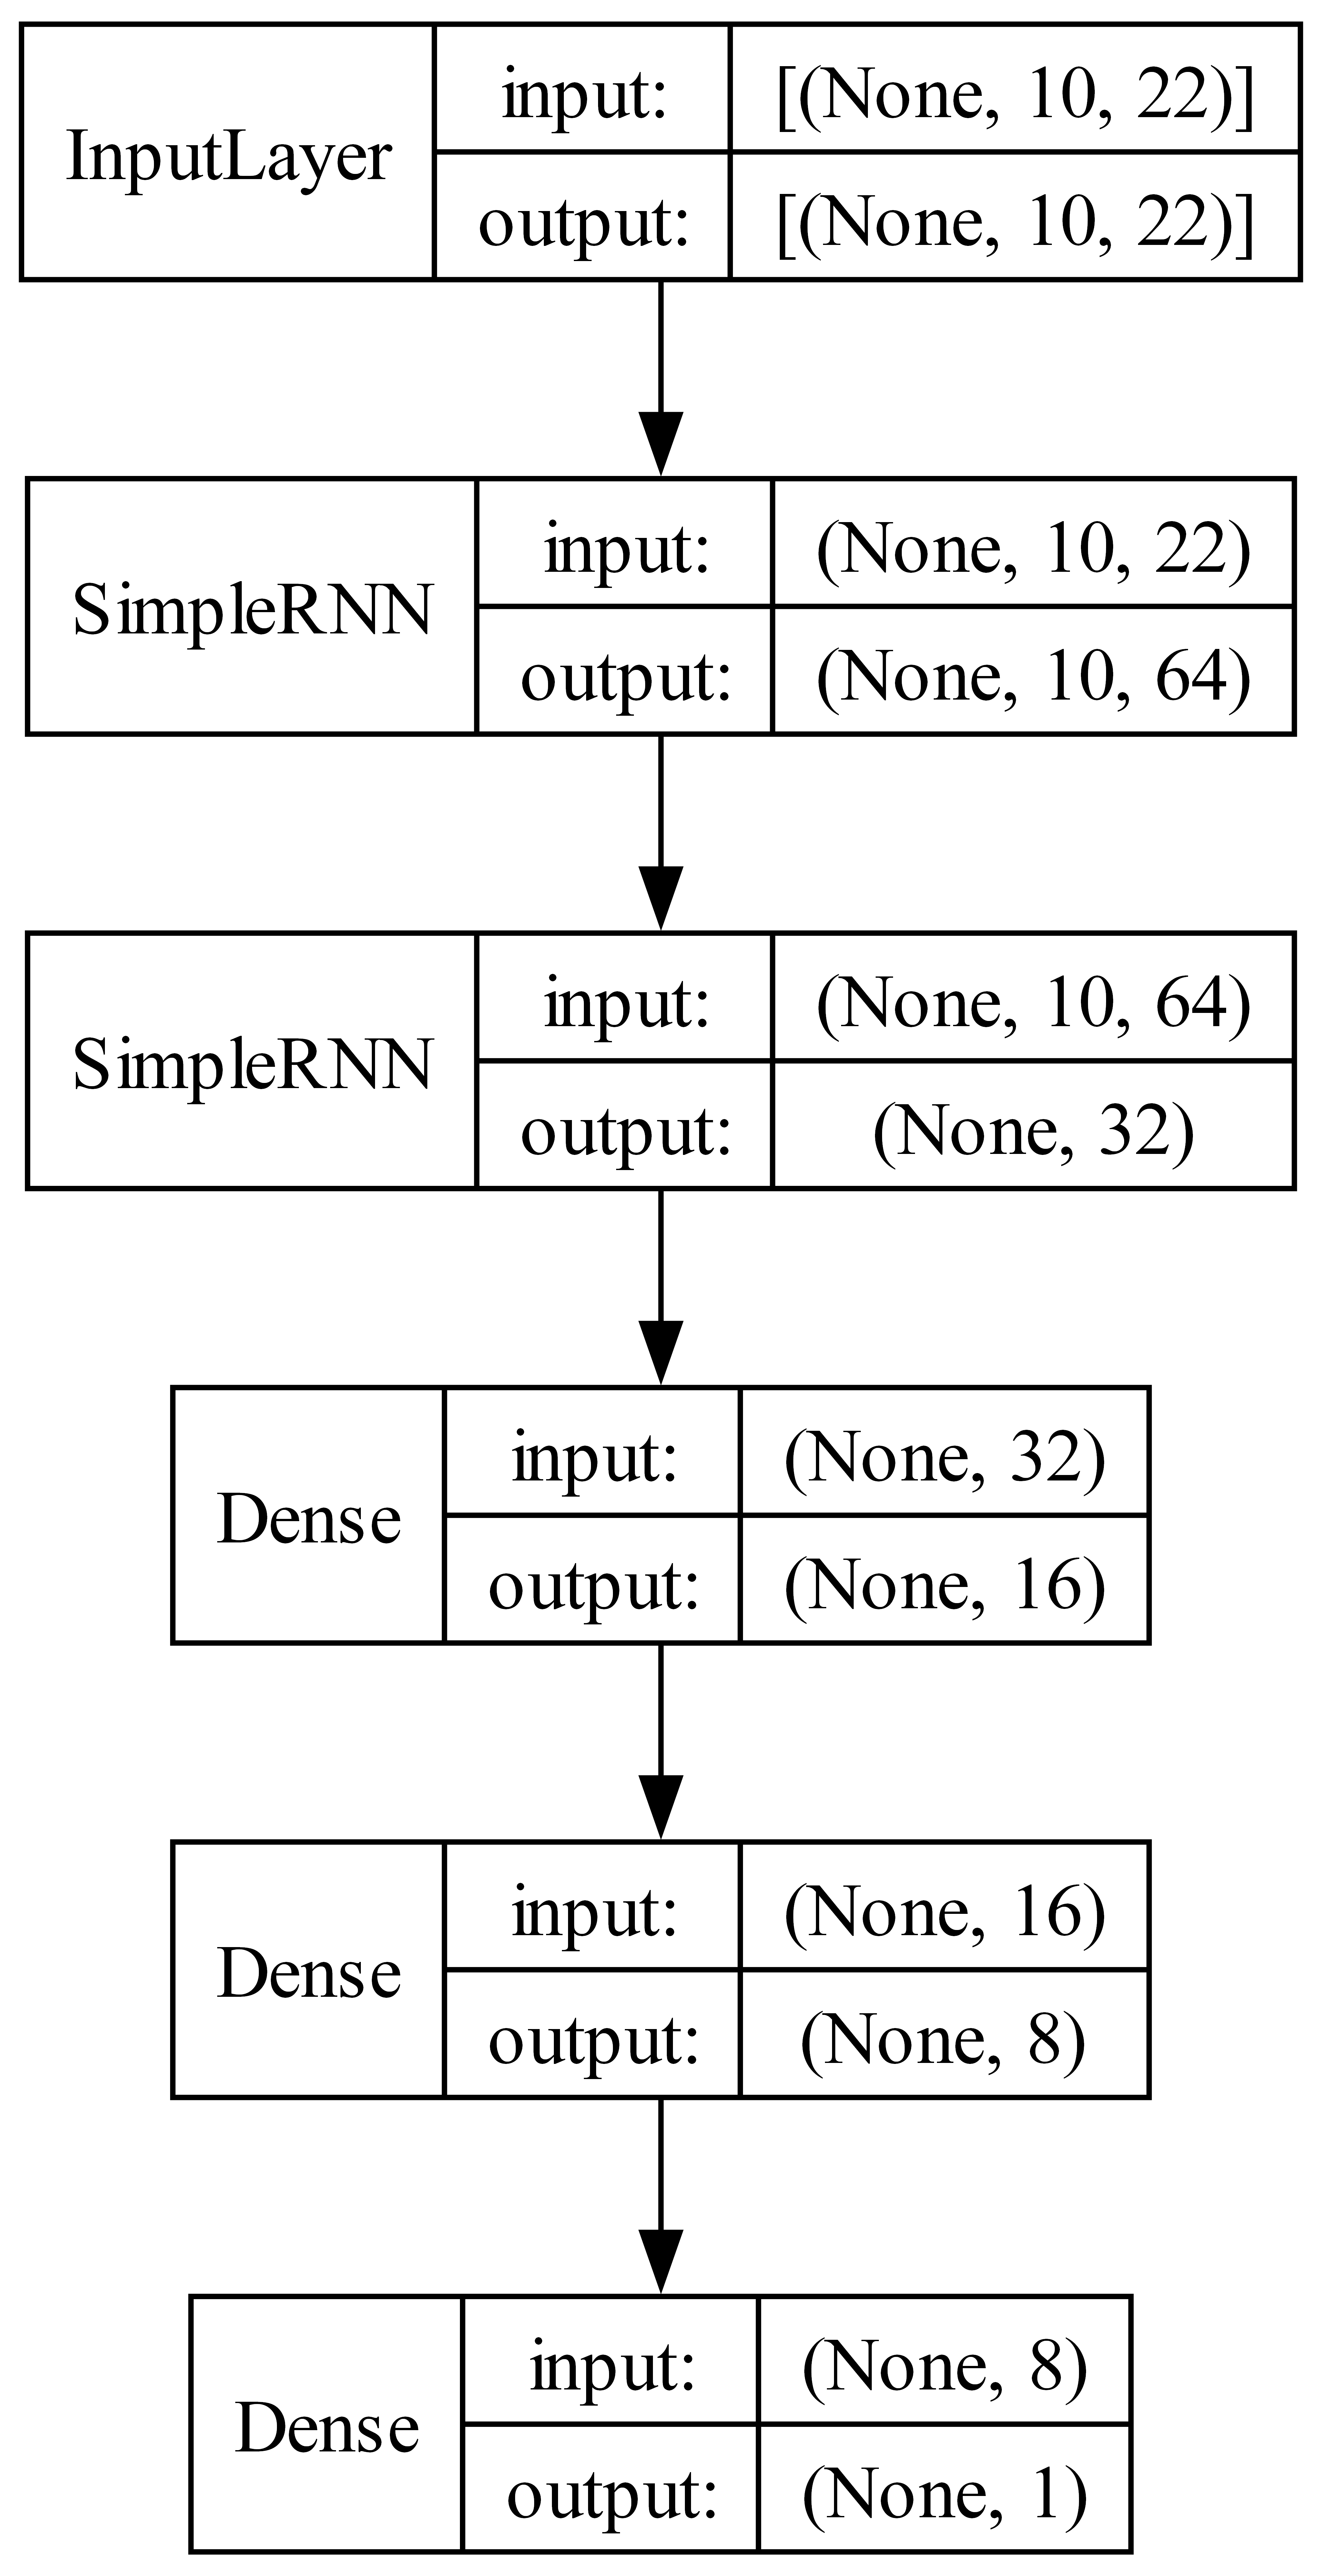 InputLayer
input: [(None, 10, 22)]
output: [(None, 10, 22)]
SimpleRNN
input: (None, 10, 22)
output: (None, 10, 64)
SimpleRNN
input: (None, 10, 64)
output: (None, 32)
Dense
input: (None, 32)
output: (None, 16)
Dense
input: (None, 16)
output: (None, 8)
Dense
input: (None, 8)
output: (None, 1)